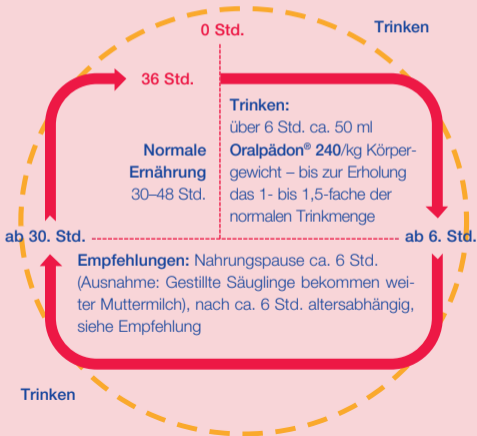 0 Std.
Trinken
36 Std.
Trinken:
über 6 Std. ca. 50 ml
Oralpädon® 240/kg Körper-
gewicht – bis zur Erholung
das 1- bis 1,5-fache der
normalen Trinkmenge
Normale
Ernährung
30–48 Std.
ab 30. Std.
ab 6. Std.
Empfehlungen: Nahrungspause ca. 6 Std.
(Ausnahme: Gestillte Säuglinge bekommen wei-
ter Muttermilch), nach ca. 6 Std. altersabhängig,
siehe Empfehlung
Trinken